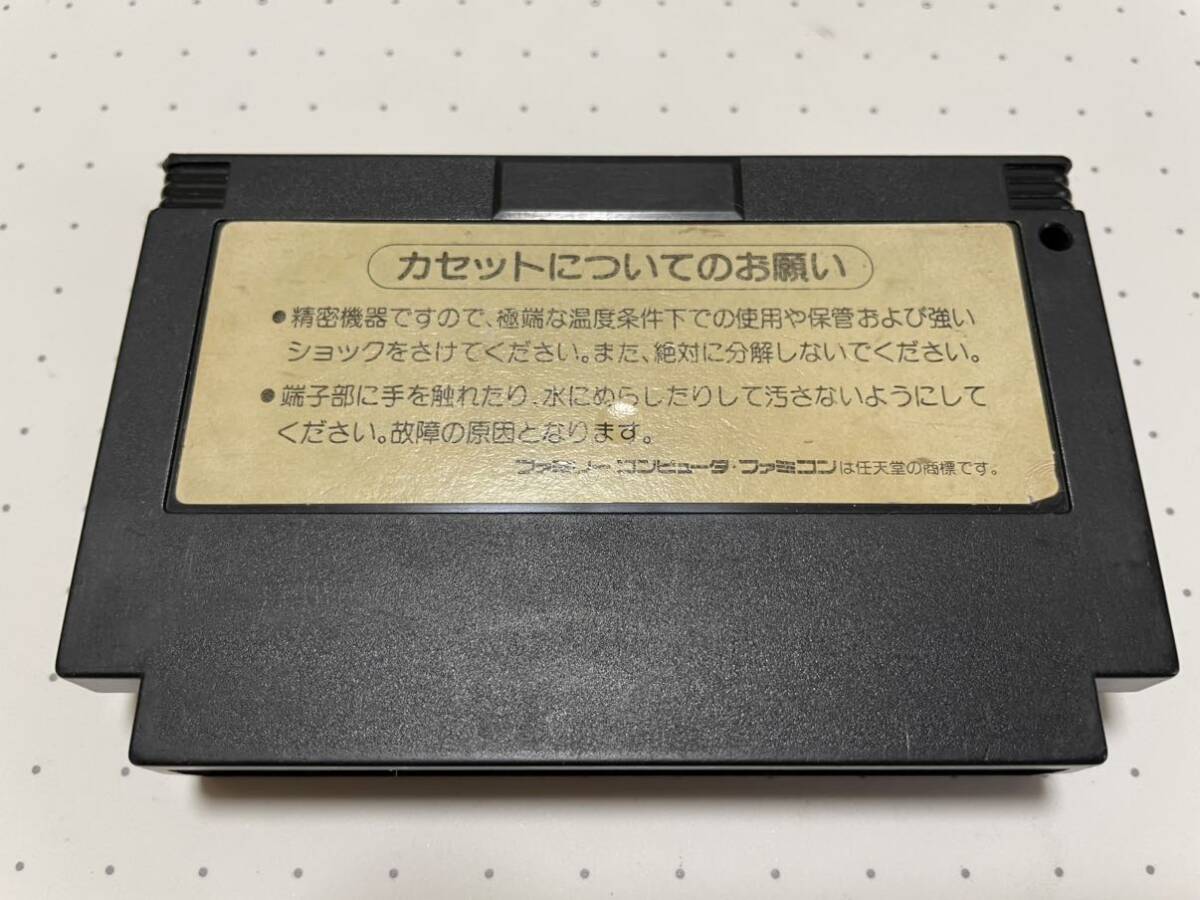 カセットについてのお願い
●精密機器ですので、極端な温度条件下での使用や保管および強い
ショックをさけてください。また、絶対に分解しないでください。
●端子部に手を触れたり、水にぬらしたりして汚さないようにして
ください。故障の原因となります。
ファミリーコンピュータ・ファミコンは任天堂の商標です。